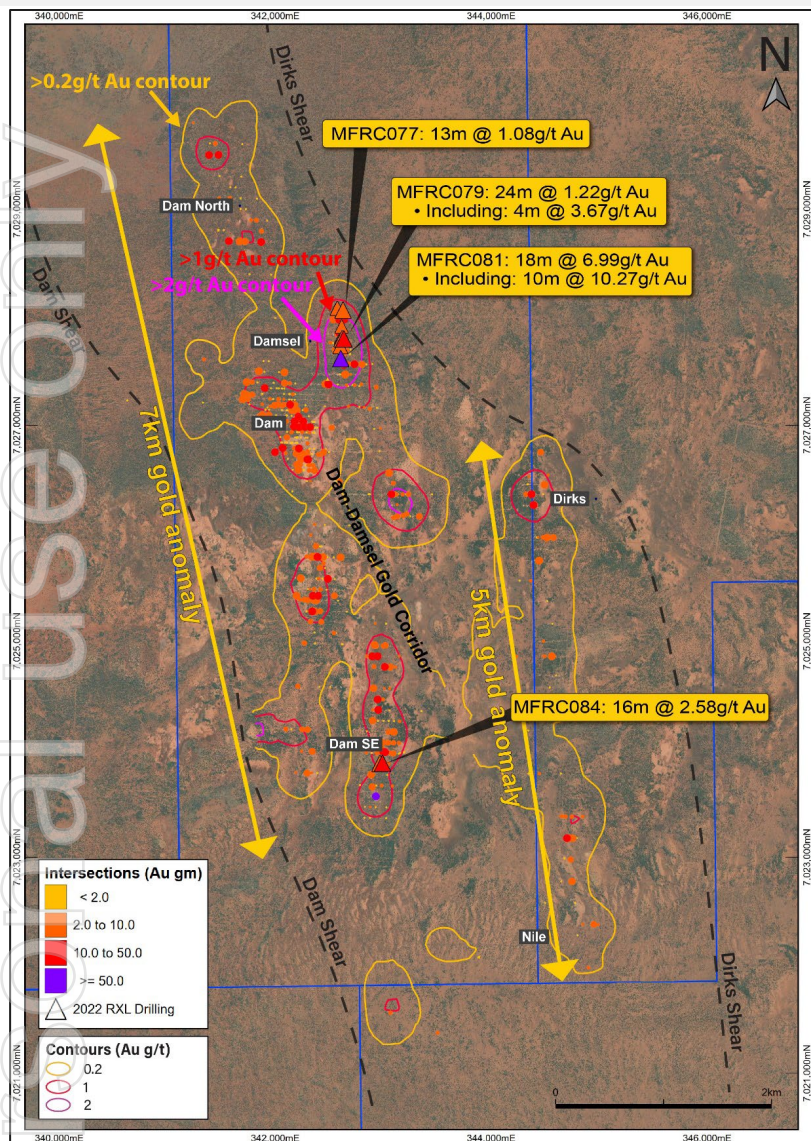 340,000mE 342,000mE 344,000mE 346,000mE
N
Dirks Shear
>0.2g/t Au contour
MFRC077: 13m @ 1.08g/t Au
MFRC079: 24m @ 1.22g/t Au
• Including: 4m @ 3.67g/t Au
7,029,000mN
7,029,000mN
Dam North
>1g/t Au contour
MFRC081: 18m @ 6.99g/t Au
• Including: 10m @ 10.27g/t Au
>2g/t Au contour
Dam Shear
Damsel
Dam
7,027,000mN
7,027,000mN
7km gold anomaly
Dam-Damsel Gold Corridor
Dirks
5km gold anomaly
7,025,000mN
7,025,000mN
MFRC084: 16m @ 2.58g/t Au
Dam SE
7,023,000mN
7,023,000mN
Intersections (Au gm)
< 2.0
2.0 to 10.0
10.0 to 50.0
>= 50.0
2022 RXL Drilling
Dam Shear
Nile
Dirks Shear
Contours (Au g/t)
0.2
1
2
7,021,000mN
7,021,000mN
0 2km
340,000mE 342,000mE 344,000mE 346,000mE
rsonal use only